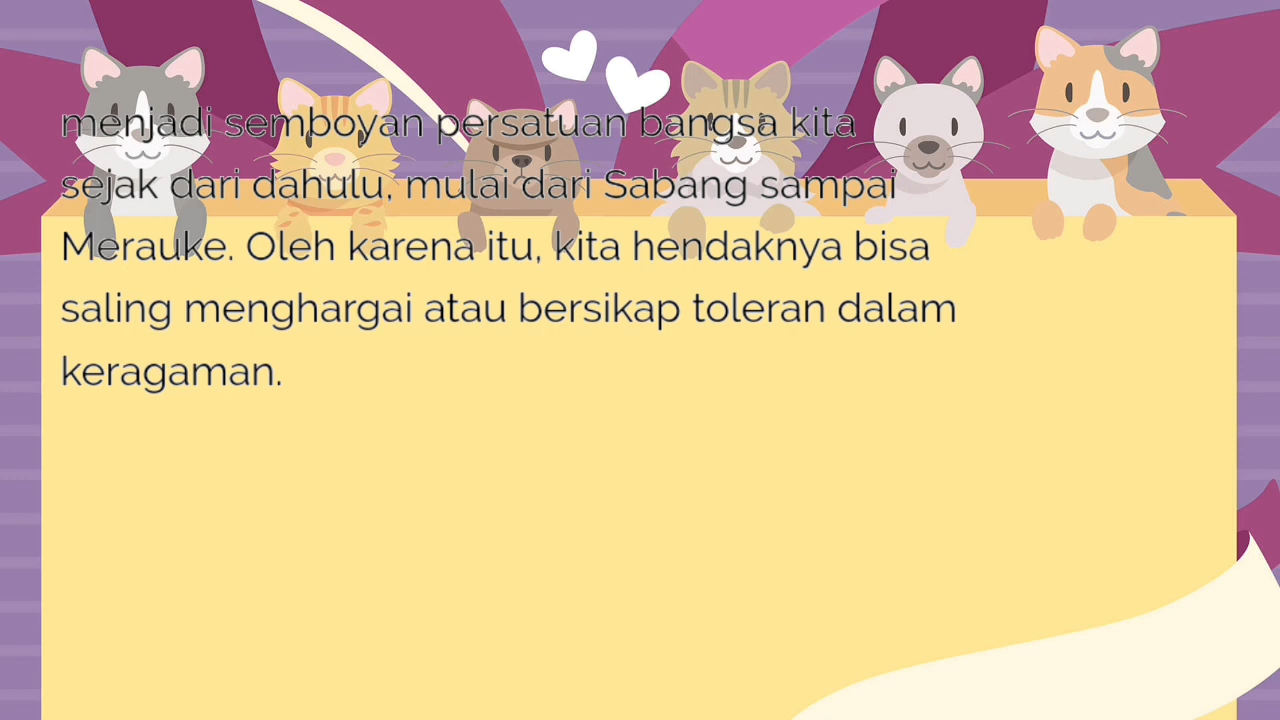 menjadi semboyan persatuan bangsa kita
sejak dari dahulu, mulai dari Sabang sampai
Merauke. Oleh karena itu, kita hendaknya bisa
saling menghargai atau bersikap toleran dalam
keragaman.